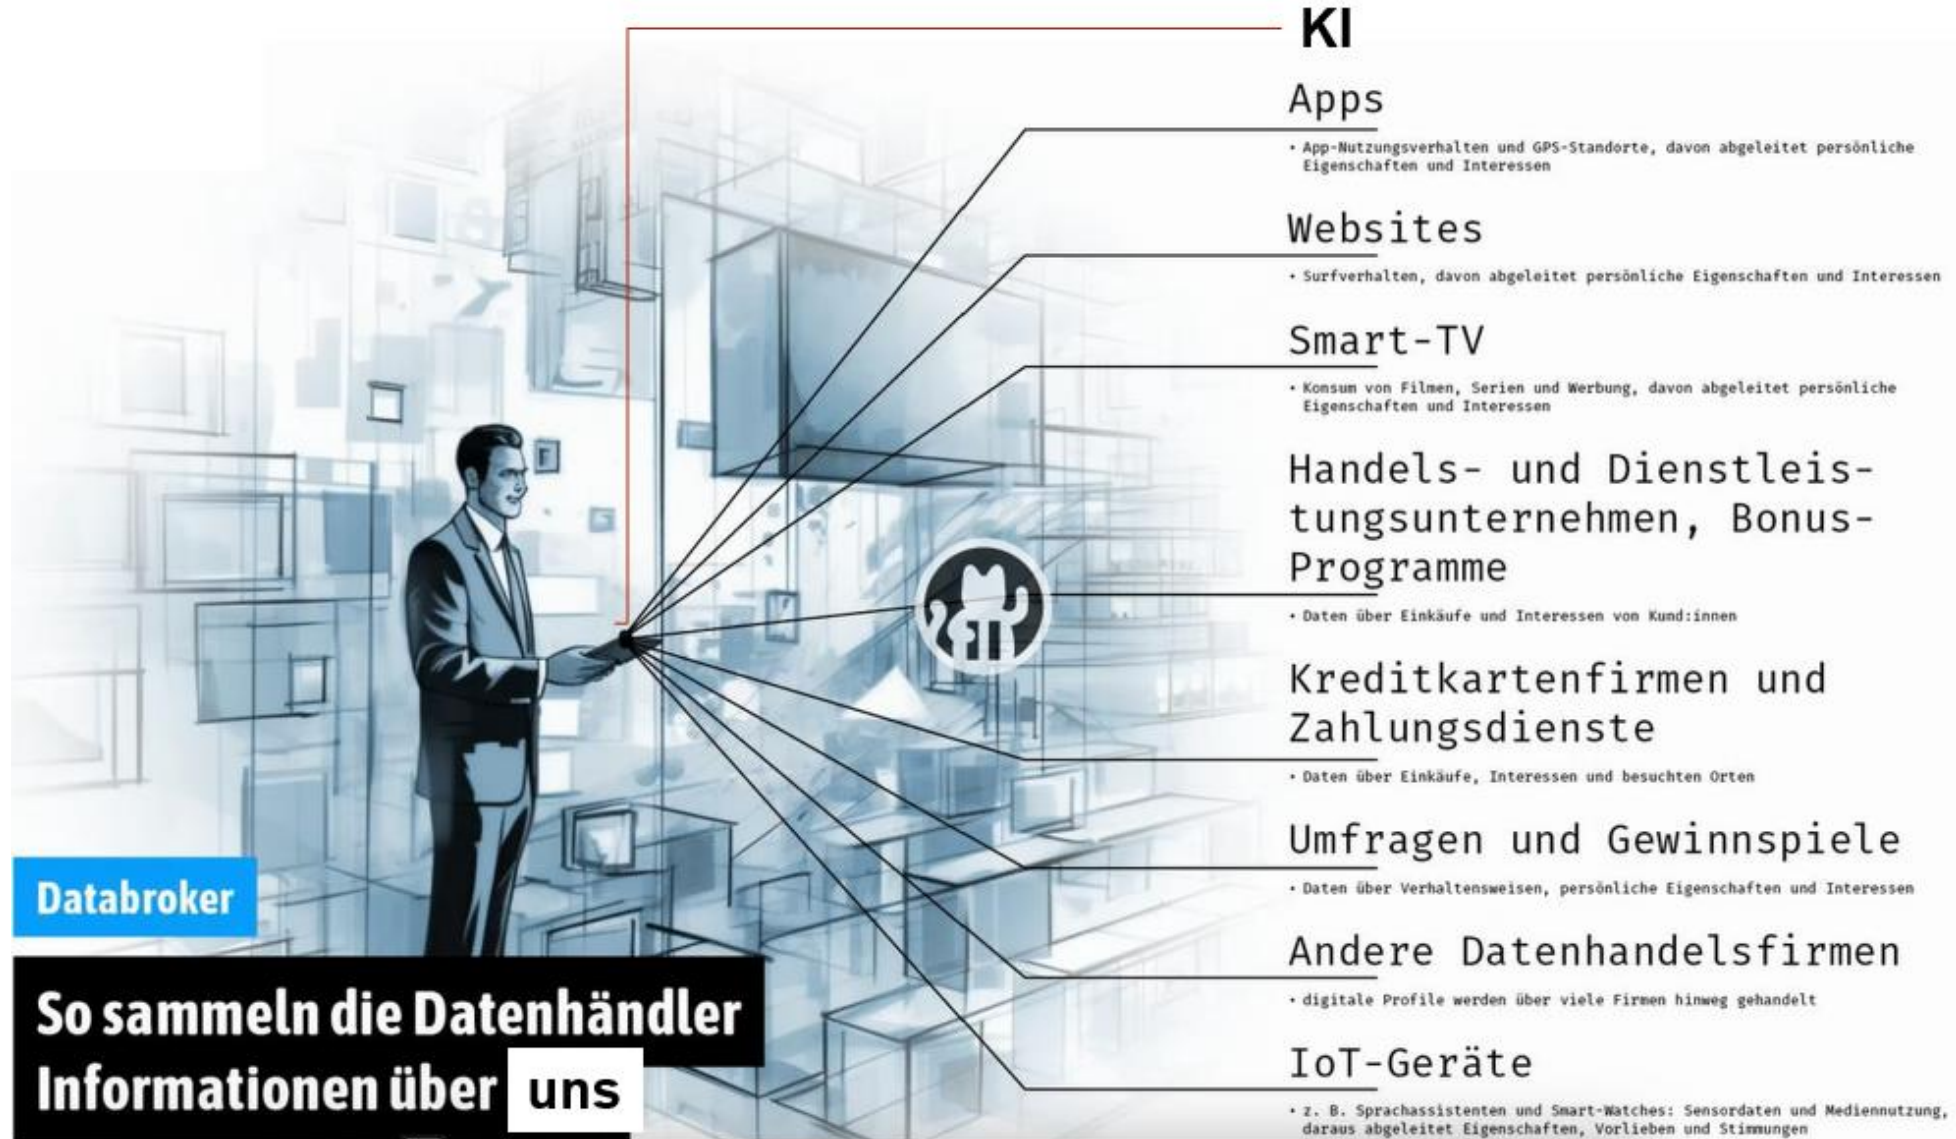 KI
Apps
• App-Nutzungsverhalten und GPS-Standorte, davon abgeleitet persönliche
Eigenschaften und Interessen
Websites
• Surfverhalten, davon abgeleitet persönliche Eigenschaften und Interessen
Smart-TV
• Konsum von Filmen, Serien und Werbung, davon abgeleitet persönliche
Eigenschaften und Interessen
Handels- und Dienstleis-
tungsunternehmen, Bonus-
Programme
• Daten über Einkäufe und Interessen von Kund:innen
Kreditkartenfirmen und
Zahlungsdienste
• Daten über Einkäufe, Interessen und besuchten Orten
Umfragen und Gewinnspiele
• Daten über Verhaltensweisen, persönliche Eigenschaften und Interessen
Andere Datenhandelsfirmen
• digitale Profile werden über viele Firmen hinweg gehandelt
IoT-Geräte
• z. B. Sprachassistenten und Smart-Watches: Sensordaten und Mediennutzung,
daraus abgeleitet Eigenschaften, Vorlieben und Stimmungen
Databroker
So sammeln die Datenhändler
Informationen über uns